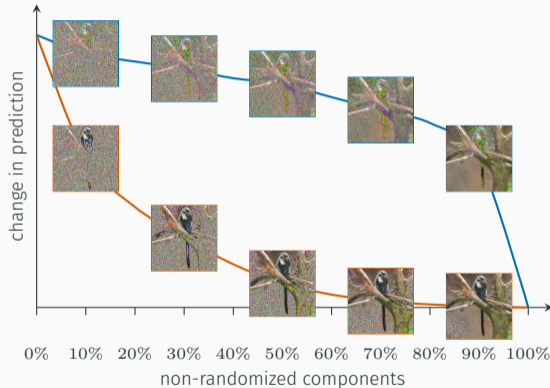 change in prediction
0% 10% 20% 30% 40% 50% 60% 70% 80% 90% 100%
non-randomized components